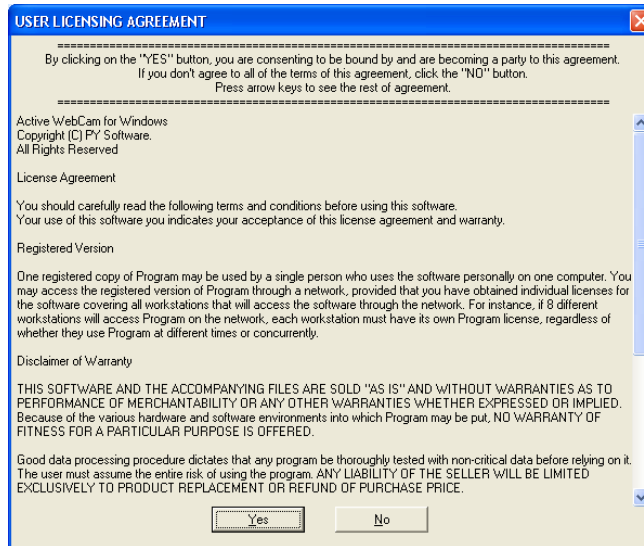 USER LICENSING AGREEMENT
==================================================================================
By clicking on the "YES" button, you are consenting to be bound by and are becoming a party to this agreement.
If you don't agree to all of the terms of this agreement, click the "NO" button.
Press arrow keys to see the rest of agreement.
==================================================================================
Active WebCam for Windows
Copyright (C) PY Software.
All Rights Reserved
License Agreement
You should carefully read the following terms and conditions before using this software.
Your use of this software you indicates your acceptance of this license agreement and warranty.
Registered Version
One registered copy of Program may be used by a single person who uses the software personally on one computer. You
may access the registered version of Program through a network, provided that you have obtained individual licenses for
the software covering all workstations that will access the software through the network. For instance, if 8 different
workstations will access Program on the network, each workstation must have its own Program license, regardless of
whether they use Program at different times or concurrently.
Disclaimer of Warranty
THIS SOFTWARE AND THE ACCOMPANYING FILES ARE SOLD "AS IS" AND WITHOUT WARRANTIES AS TO
PERFORMANCE OF MERCHANTABILITY OR ANY OTHER WARRANTIES WHETHER EXPRESSED OR IMPLIED.
Because of the various hardware and software environments into which Program may be put, NO WARRANTY OF
FITNESS FOR A PARTICULAR PURPOSE IS OFFERED.
Good data processing procedure dictates that any program be thoroughly tested with non-critical data before relying on it.
The user must assume the entire risk of using the program. ANY LIABILITY OF THE SELLER WILL BE LIMITED
EXCLUSIVELY TO PRODUCT REPLACEMENT OR REFUND OF PURCHASE PRICE.
Yes No